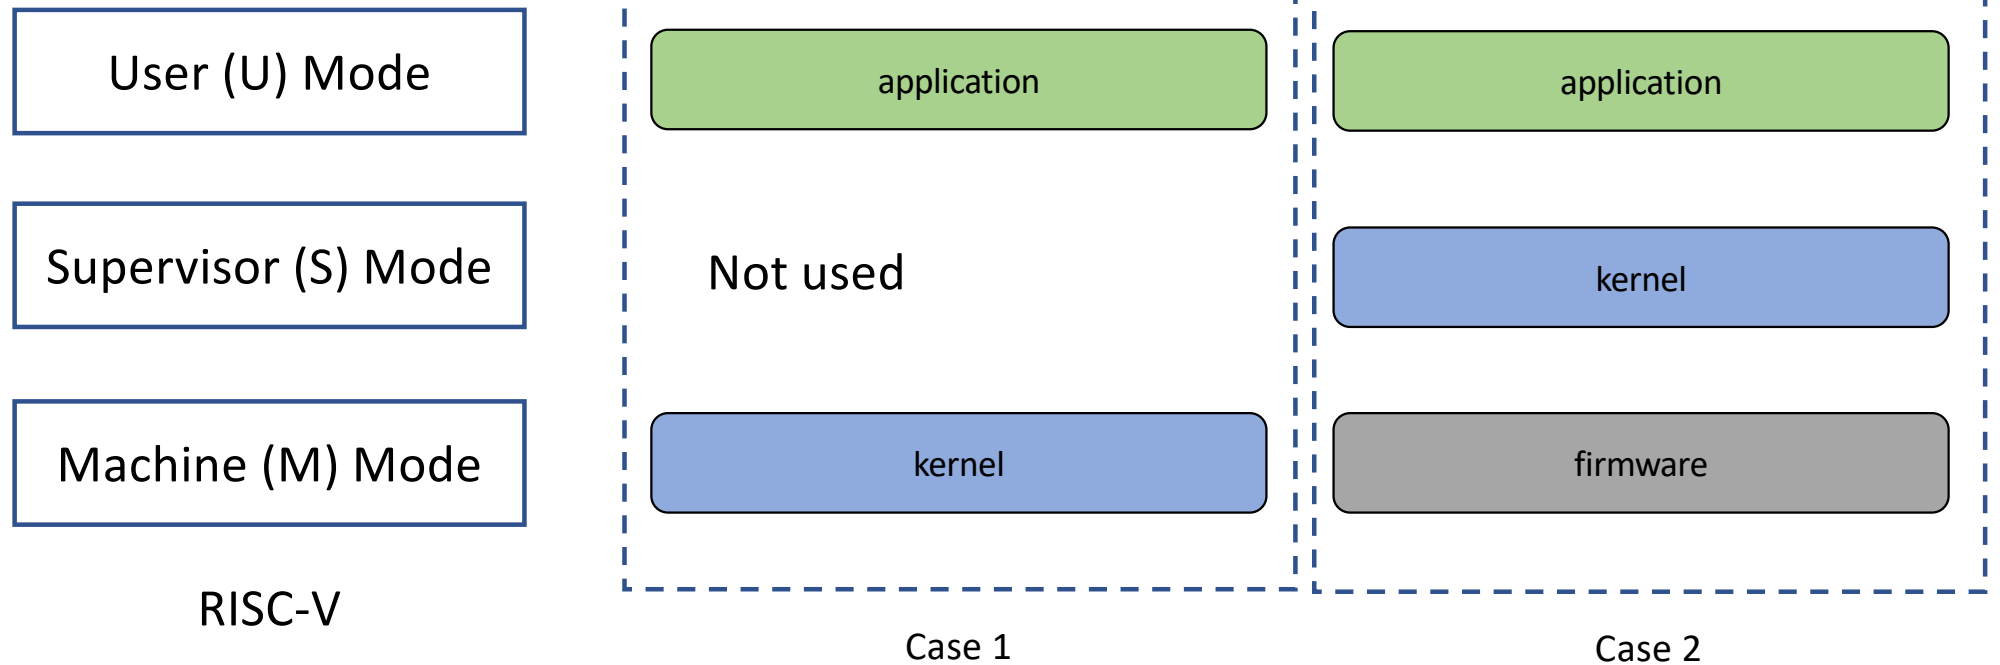 User (U) Mode
application
application
Supervisor (S) Mode
Not used
kernel
Machine (M) Mode
kernel
firmware
RISC-V
Case 1
Case 2